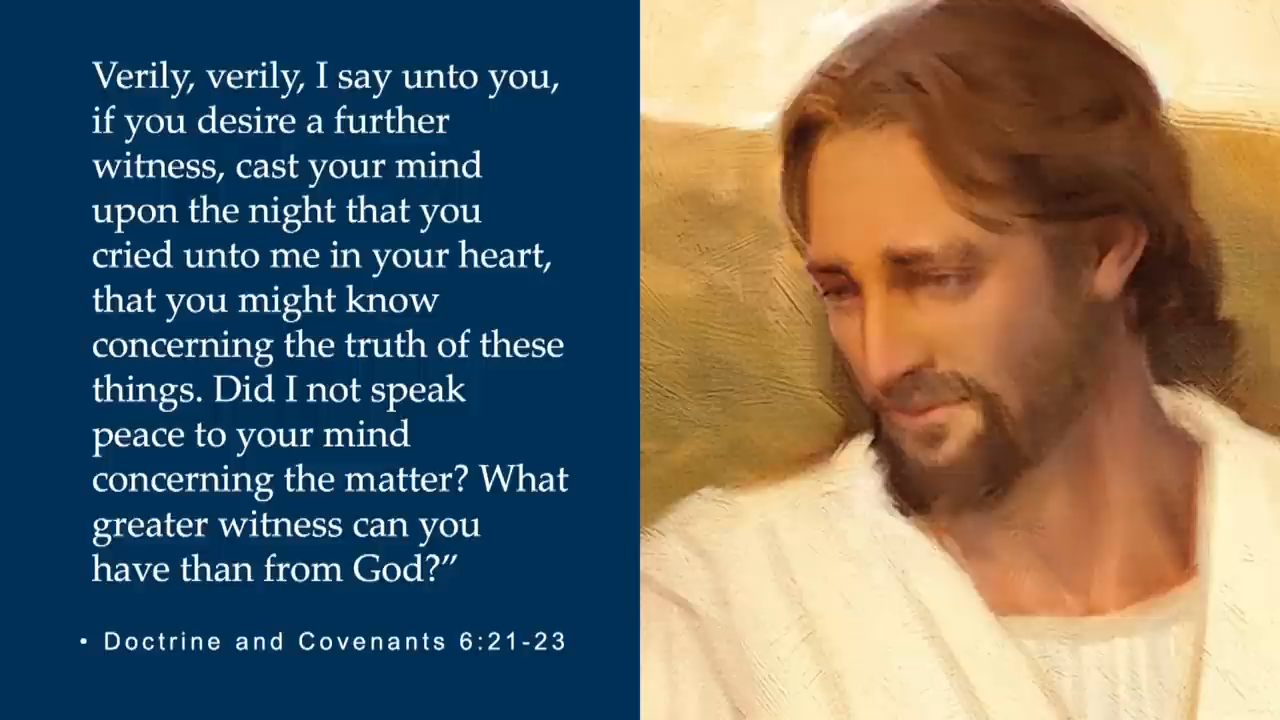 Verily, verily, I say unto you,
if you desire a further
witness, cast your mind
upon the night that you
cried unto me in your heart,
that you might know
concerning the truth of these
things. Did I not speak
peace to your mind
concerning the matter? What
greater witness can you
have than from God?”
• Doctrine and Covenants 6:21-23